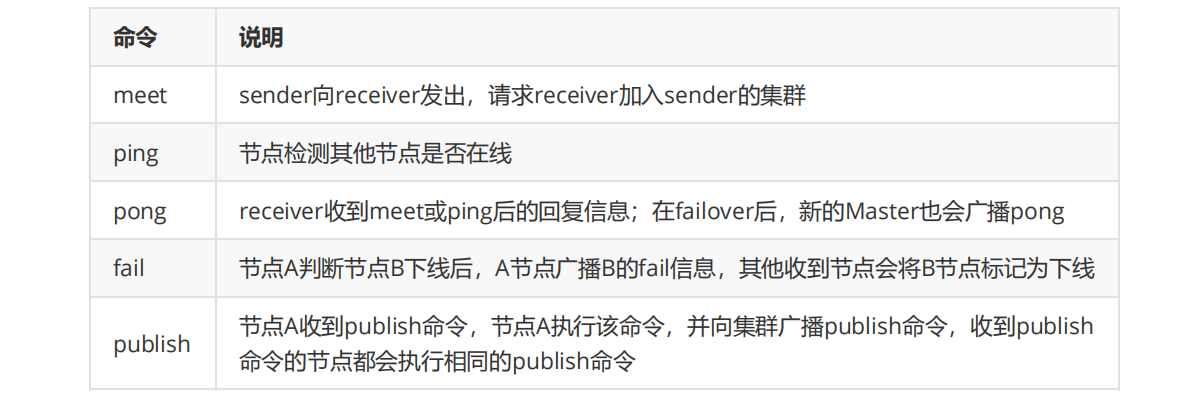 命令 说明
meet sender向receiver发出，请求receiver加入sender的集群
ping 节点检测其他节点是否在线
pong receiver收到meet或ping后的回复信息；在failover后，新的Master也会广播pong
fail 节点A判断节点B下线后，A节点广播B的fail信息，其他收到节点会将B节点标记为下线
publish 节点A收到publish命令，节点A执行该命令，并向集群广播publish命令，收到publish
命令的节点都会执行相同的publish命令